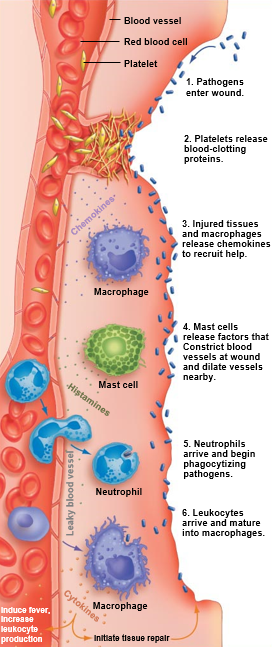 Blood vessel
Red blood cell
Platelet
1. Pathogens
enter wound.
2. Platelets release
blood-clotting
proteins.
Chemokines
3. Injured tissues
and macrophages
release chemokines
to recruit help.
Macrophage
4. Mast cells
release factors that
Constrict blood
vessels at wound
and dilate vessels
nearby.
Mast cell
Histamines
5. Neutrophils
arrive and begin
phagocytizing
pathogens.
Leaky blood vessel
Neutrophil
6. Leukocytes
arrive and mature
into macrophages.
Macrophage
Cytokines
Induce fever,
increase
leukocyte
production
Initiate tissue repair